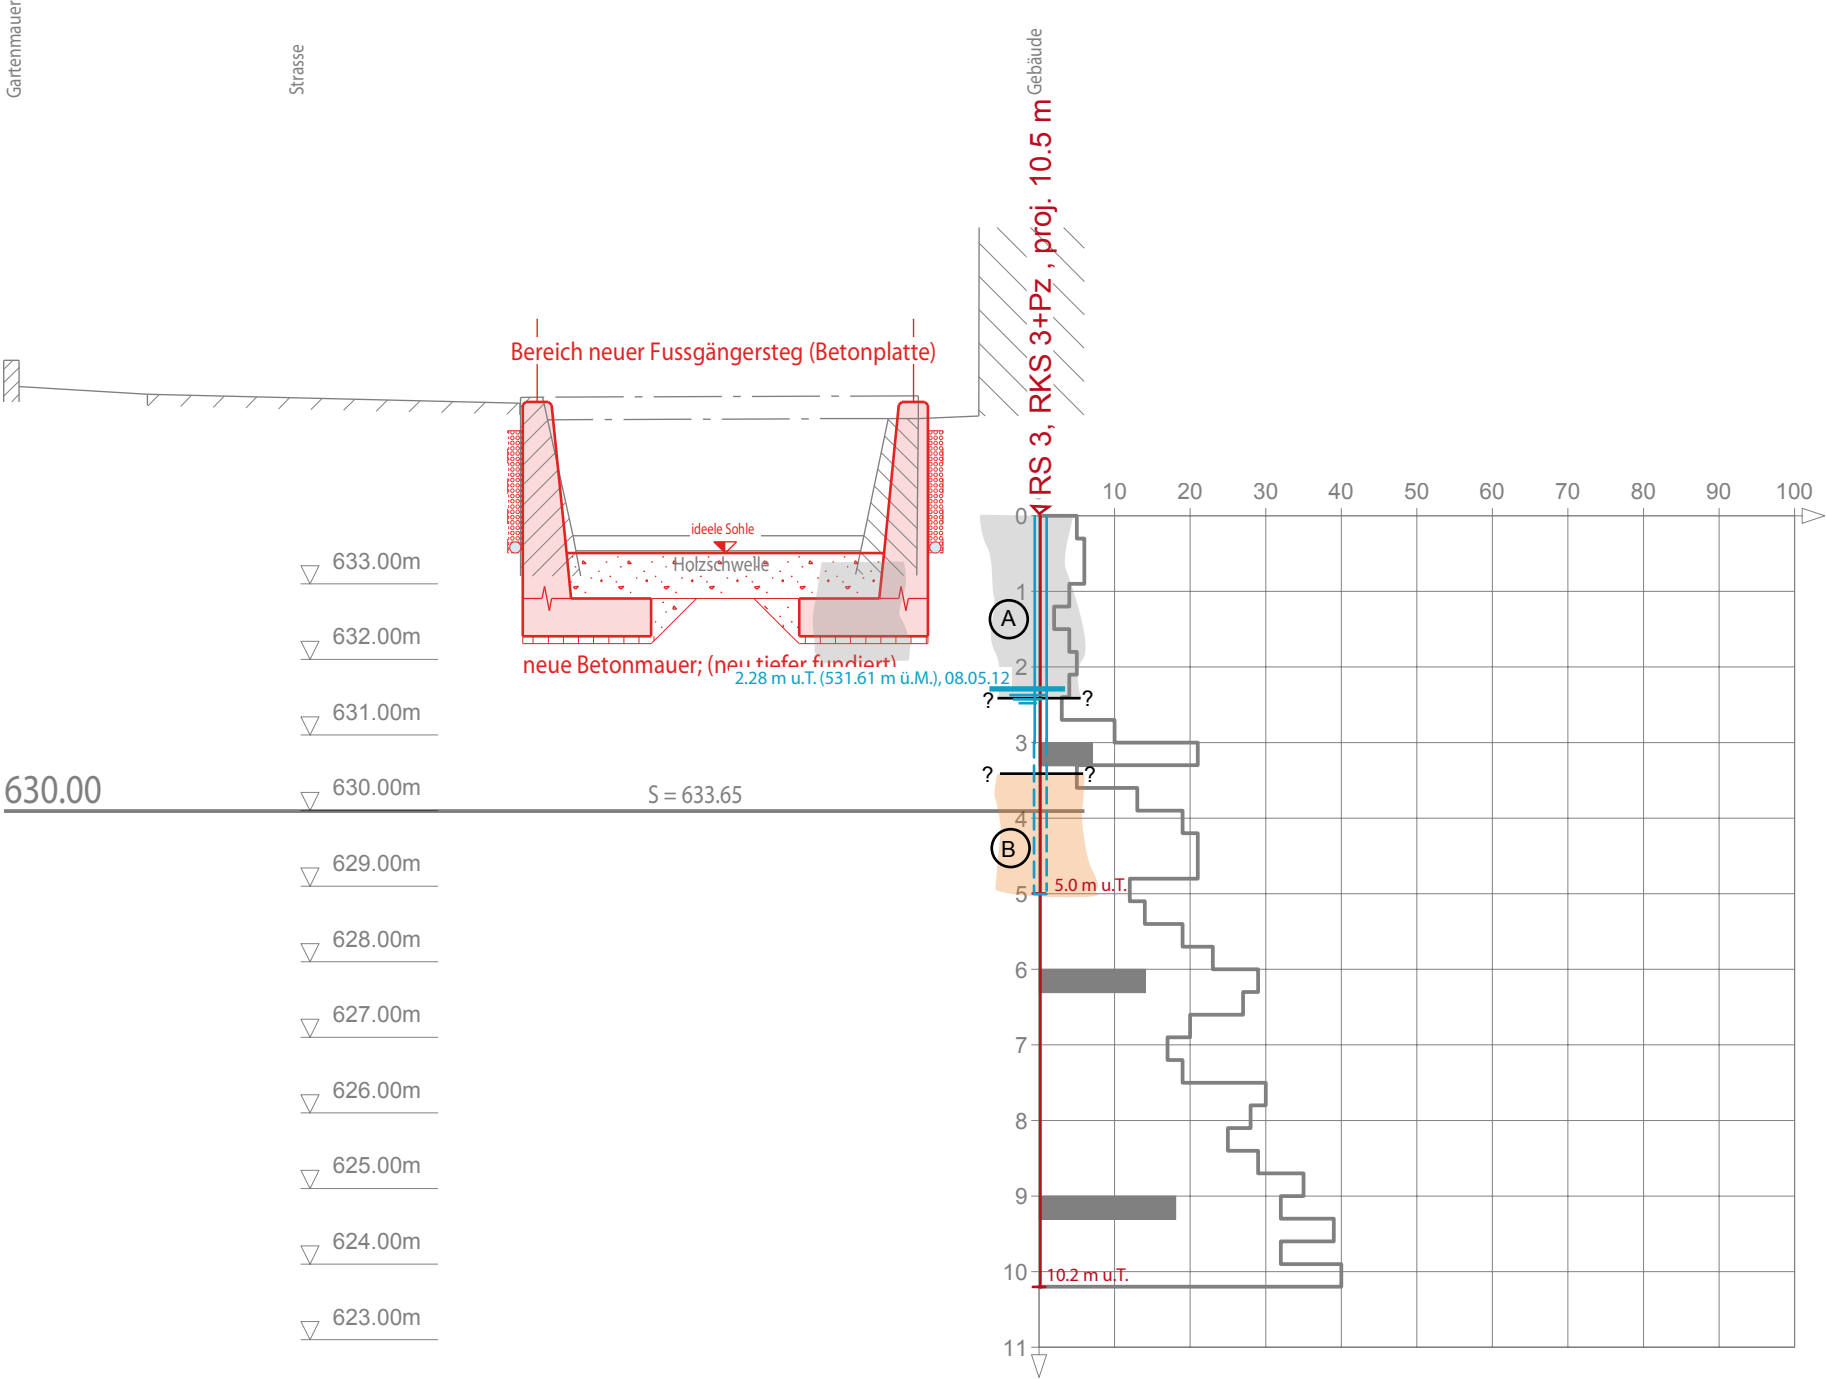 Gartenmauer
Strasse
Gebäude
RS 3, RKS 3+Pz , proj. 10.5 m
Bereich neuer Fussgängersteg (Betonplatte)
ideele Sohle
Holzschwelle
neue Betonmauer; (neu tiefer fundiert)
2.28 m u.T. (531.61 m ü.M.), 08.05.12
633.00m
632.00m
631.00m
630.00m
629.00m
628.00m
627.00m
626.00m
625.00m
624.00m
623.00m
630.00
S = 633.65
10 20 30 40 50 60 70 80 90 100
0
1
2
3
4
5
6
7
8
9
10
11
A
? ?
? ?
B
5.0 m u.T.
10.2 m u.T.